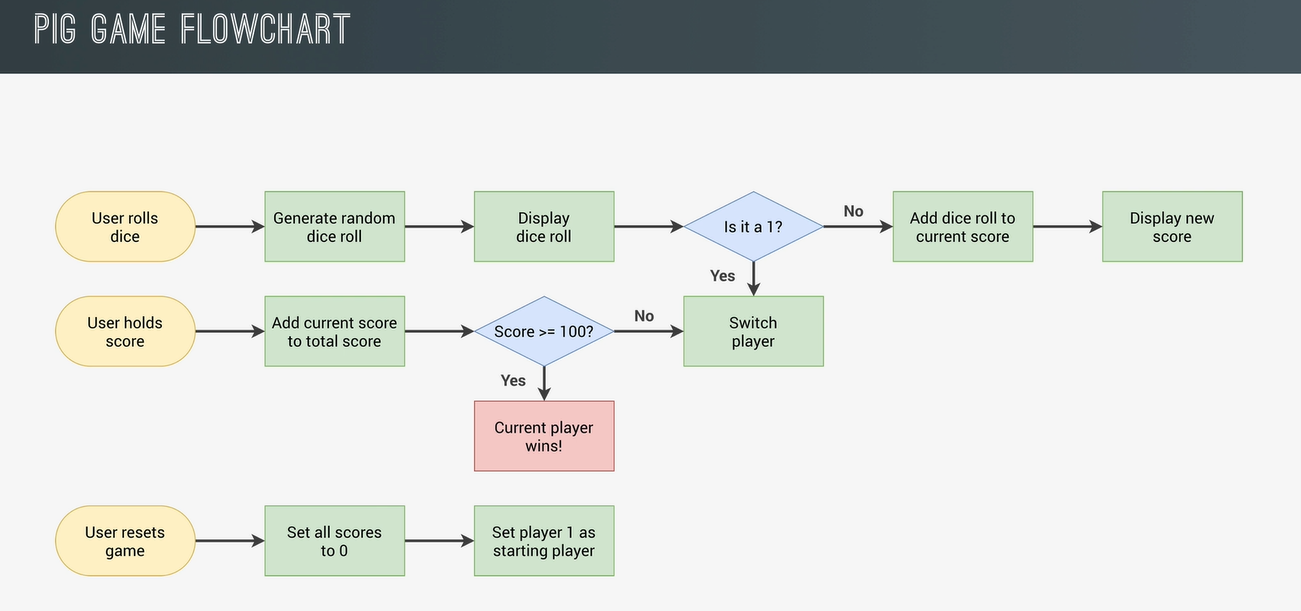 PIG GAME FLOWCHART
User rolls
dice
Generate random
dice roll
Display
dice roll
Is it a 1?
No
Add dice roll to
current score
Display new
score
Yes
User holds
score
Add current score
to total score
Score >= 100?
No
Switch
player
Yes
Current player
wins!
User resets
game
Set all scores
to 0
Set player 1 as
starting player